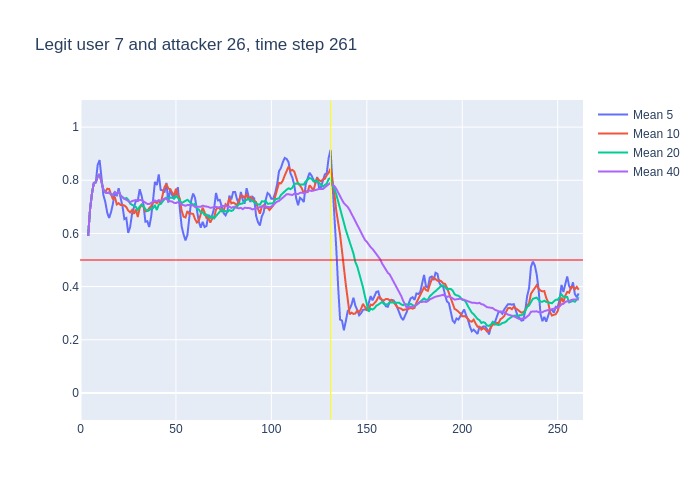 Legit user 7 and attacker 26, time step 261
Mean 5
Mean 10
Mean 20
Mean 40
1
0.8
0.6
0.4
0.2
0
0 50 100 150 200 250